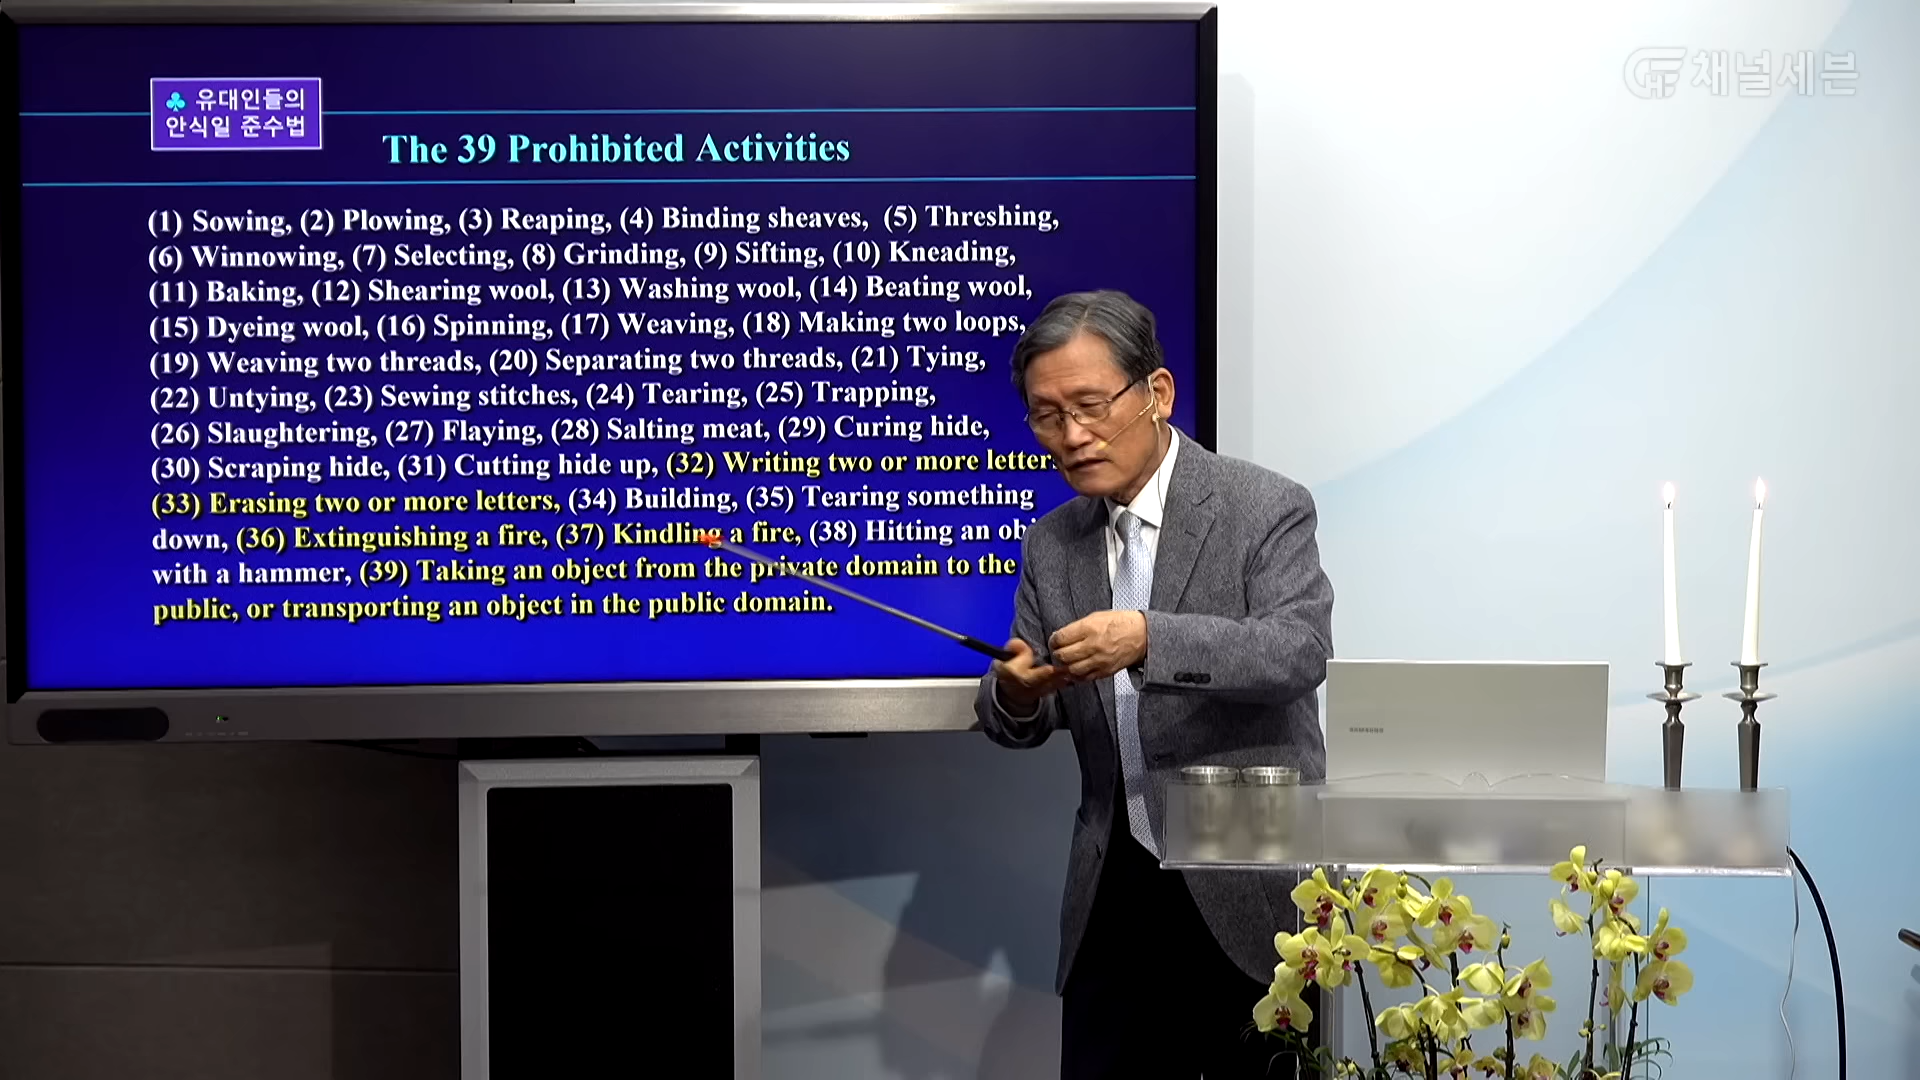 채널세븐
♣ 유대인들의
안식일 준수법
The 39 Prohibited Activities
(1) Sowing, (2) Plowing, (3) Reaping, (4) Binding sheaves, (5) Threshing,
(6) Winnowing, (7) Selecting, (8) Grinding, (9) Sifting, (10) Kneading,
(11) Baking, (12) Shearing wool, (13) Washing wool, (14) Beating wool,
(15) Dyeing wool, (16) Spinning, (17) Weaving, (18) Making two loops,
(19) Weaving two threads, (20) Separating two threads, (21) Tying,
(22) Untying, (23) Sewing stitches, (24) Tearing, (25) Trapping,
(26) Slaughtering, (27) Flaying, (28) Salting meat, (29) Curing hide,
(30) Scraping hide, (31) Cutting hide up, (32) Writing two or more
(33) Erasing two or more letters, (34) Building, (35) Tearing something
down, (36) Extinguishing a fire, (37) Kindling a fire, (38) Hitting an
with a hammer, (39) Taking an object from the private domain to the
public, or transporting an object in the public domain.
SAMSUNG